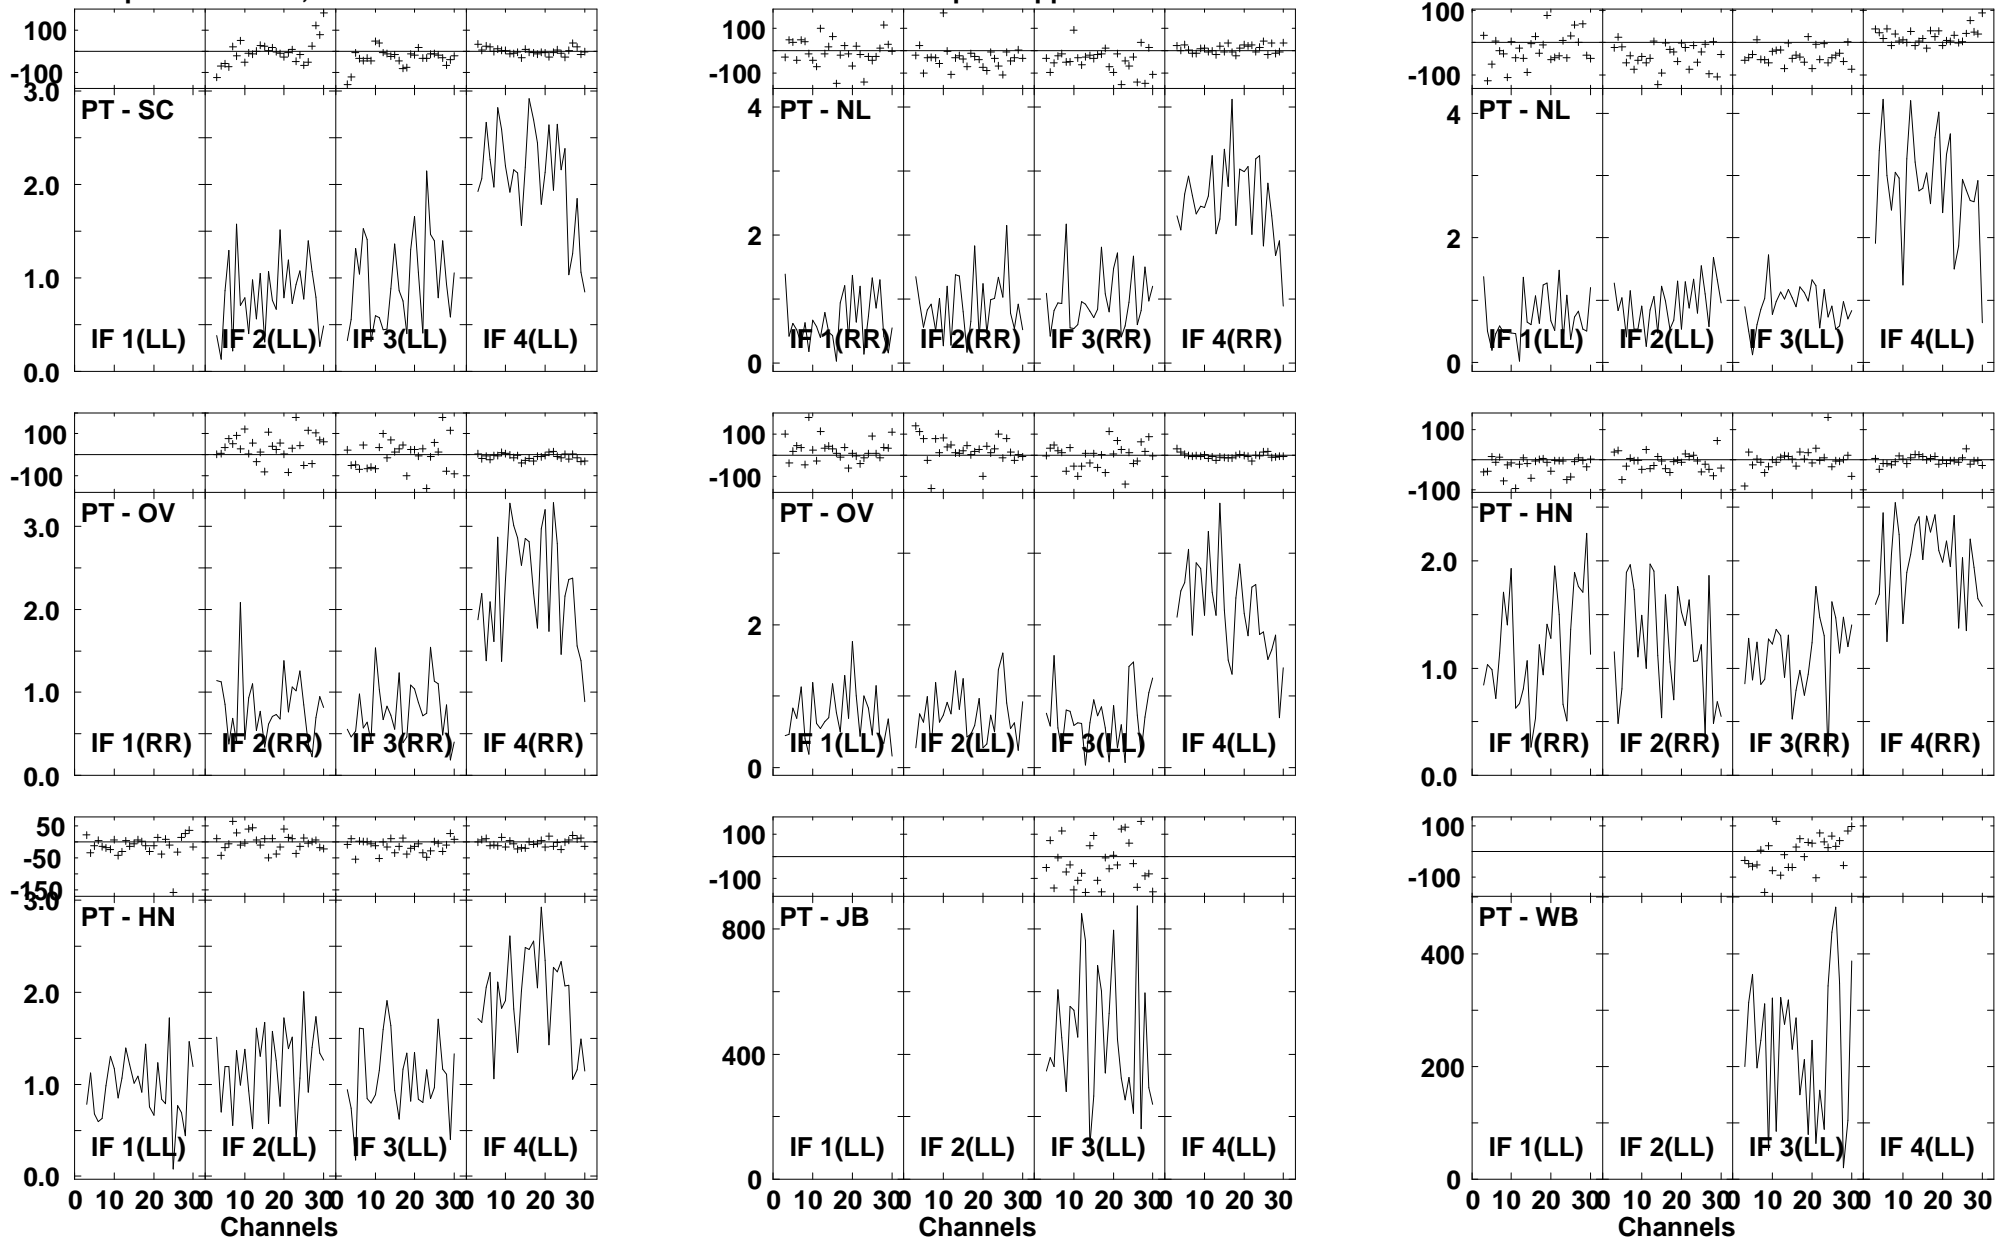 100
-100
3.0
2.0
1.0
0.0
PT - SC
IF 1(LL) IF 2(LL) IF 3(LL) IF 4(LL)
100
-100
4
2
0
PT - NL
IF 1(RR) IF 2(RR) IF 3(RR) IF 4(RR)
100
-100
4
2
0
PT - NL
IF 1(LL) IF 2(LL) IF 3(LL) IF 4(LL)
100
-100
3.0
2.0
1.0
0.0
PT - OV
IF 1(RR) IF 2(RR) IF 3(RR) IF 4(RR)
100
-100
2
0
PT - OV
IF 1(LL) IF 2(LL) IF 3(LL) IF 4(LL)
100
-100
2.0
1.0
0.0
PT - HN
IF 1(RR) IF 2(RR) IF 3(RR) IF 4(RR)
50
-50
-150
3.0
2.0
1.0
0.0
PT - HN
IF 1(LL) IF 2(LL) IF 3(LL) IF 4(LL)
0 10 20 30 0 10 20 30 0 10 20 30 0 10 20 30
Channels
100
-100
800
400
0
PT - JB
IF 1(LL) IF 2(LL) IF 3(LL) IF 4(LL)
0 10 20 30 0 10 20 30 0 10 20 30 0 10 20 30
Channels
100
-100
400
200
0
PT - WB
IF 1(LL) IF 2(LL) IF 3(LL) IF 4(LL)
0 10 20 30 0 10 20 30 0 10 20 30 0 10 20 30
Channels